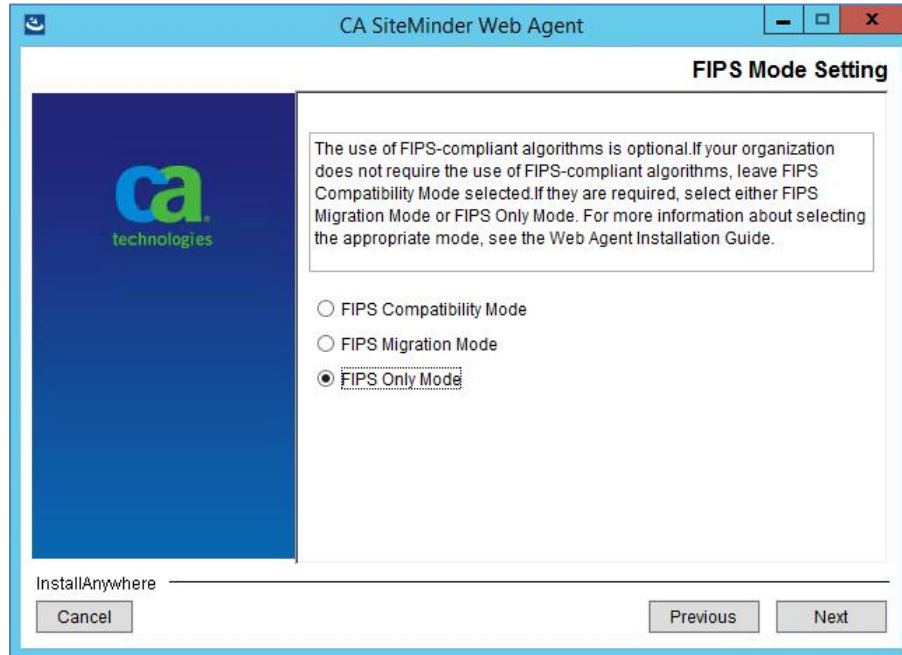 CA SiteMinder Web Agent
FIPS Mode Setting
ca
technologies
The use of FIPS-compliant algorithms is optional.If your organization
does not require the use of FIPS-compliant algorithms, leave FIPS
Compatibility Mode selected.If they are required, select either FIPS
Migration Mode or FIPS Only Mode. For more information about selecting
the appropriate mode, see the Web Agent Installation Guide.
FIPS Compatibility Mode
FIPS Migration Mode
FIPS Only Mode
InstallAnywhere
Cancel
Previous
Next